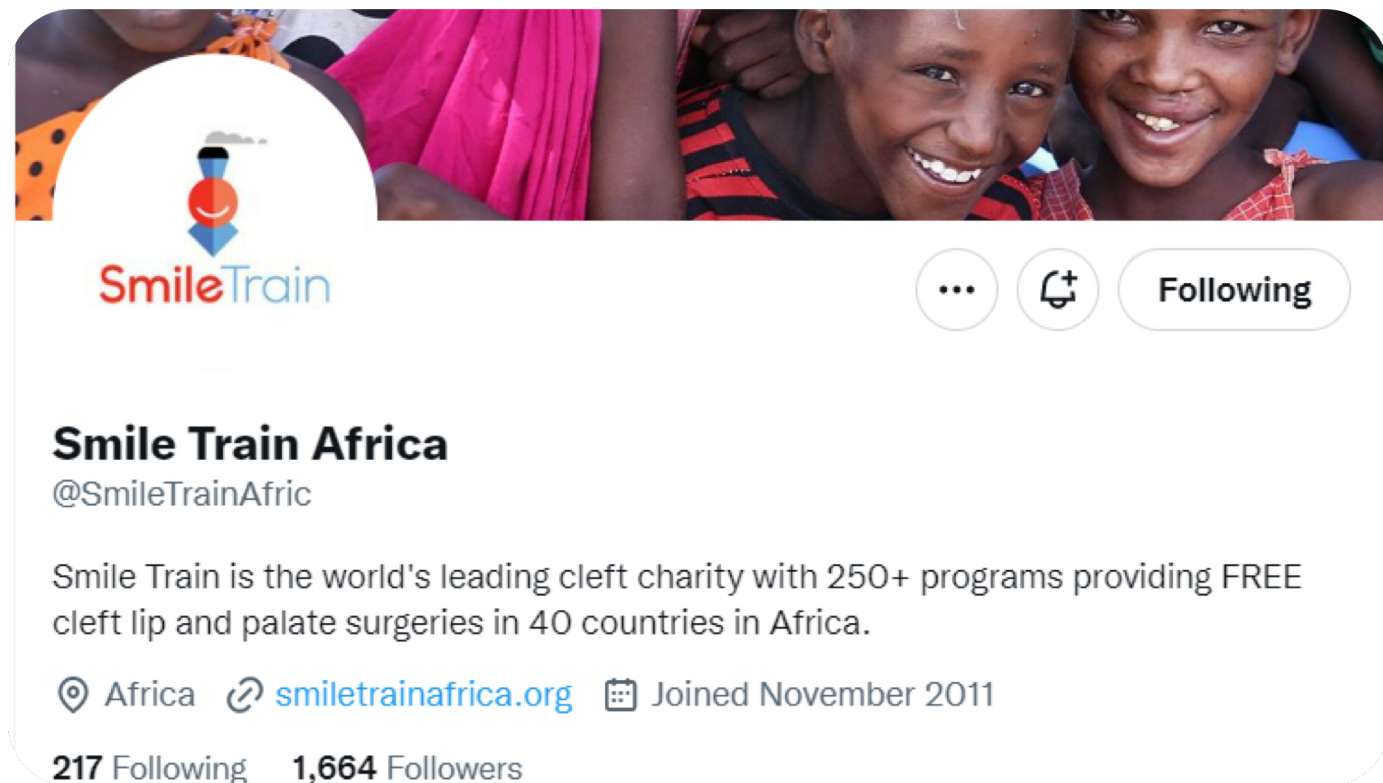 SmileTrain
Following
Smile Train Africa
@SmileTrainAfric
Smile Train is the world's leading cleft charity with 250+ programs providing FREE
cleft lip and palate surgeries in 40 countries in Africa.
Africa smiletrainafrica.org Joined November 2011
217 Following 1,664 Followers